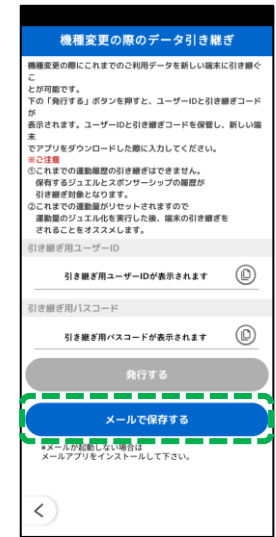 機種変更の際のデータ引き継ぎ
機種変更の際にこれまでのご利用データを新しい端末に引き継ぐ
こ
とが可能です。
下の「発行する」ボタンを押すと、ユーザーIDと引き継ぎコード
が
表示されます。ユーザーIDと引き継ぎコードを保管し、新しい端
末
でアプリをダウンロードした際に入力してください。
※ご注意
①これまでの運動履歴の引き継ぎはできません。
保有するジュエルとスポンサーシップの履歴が
引き継ぎ対象となります。
②これまでの運動量がリセットされますので
運動量のジュエル化を実行した後、端末の引き継ぎを
されることをオススメします。
引き継ぎ用ユーザーID
引き継ぎ用ユーザーIDが表示されます
引き継ぎ用パスコード
引き継ぎ用パスコードが表示されます
発行する
メールで保存する
※メールが起動しない場合は
メールアプリをインストールして下さい。